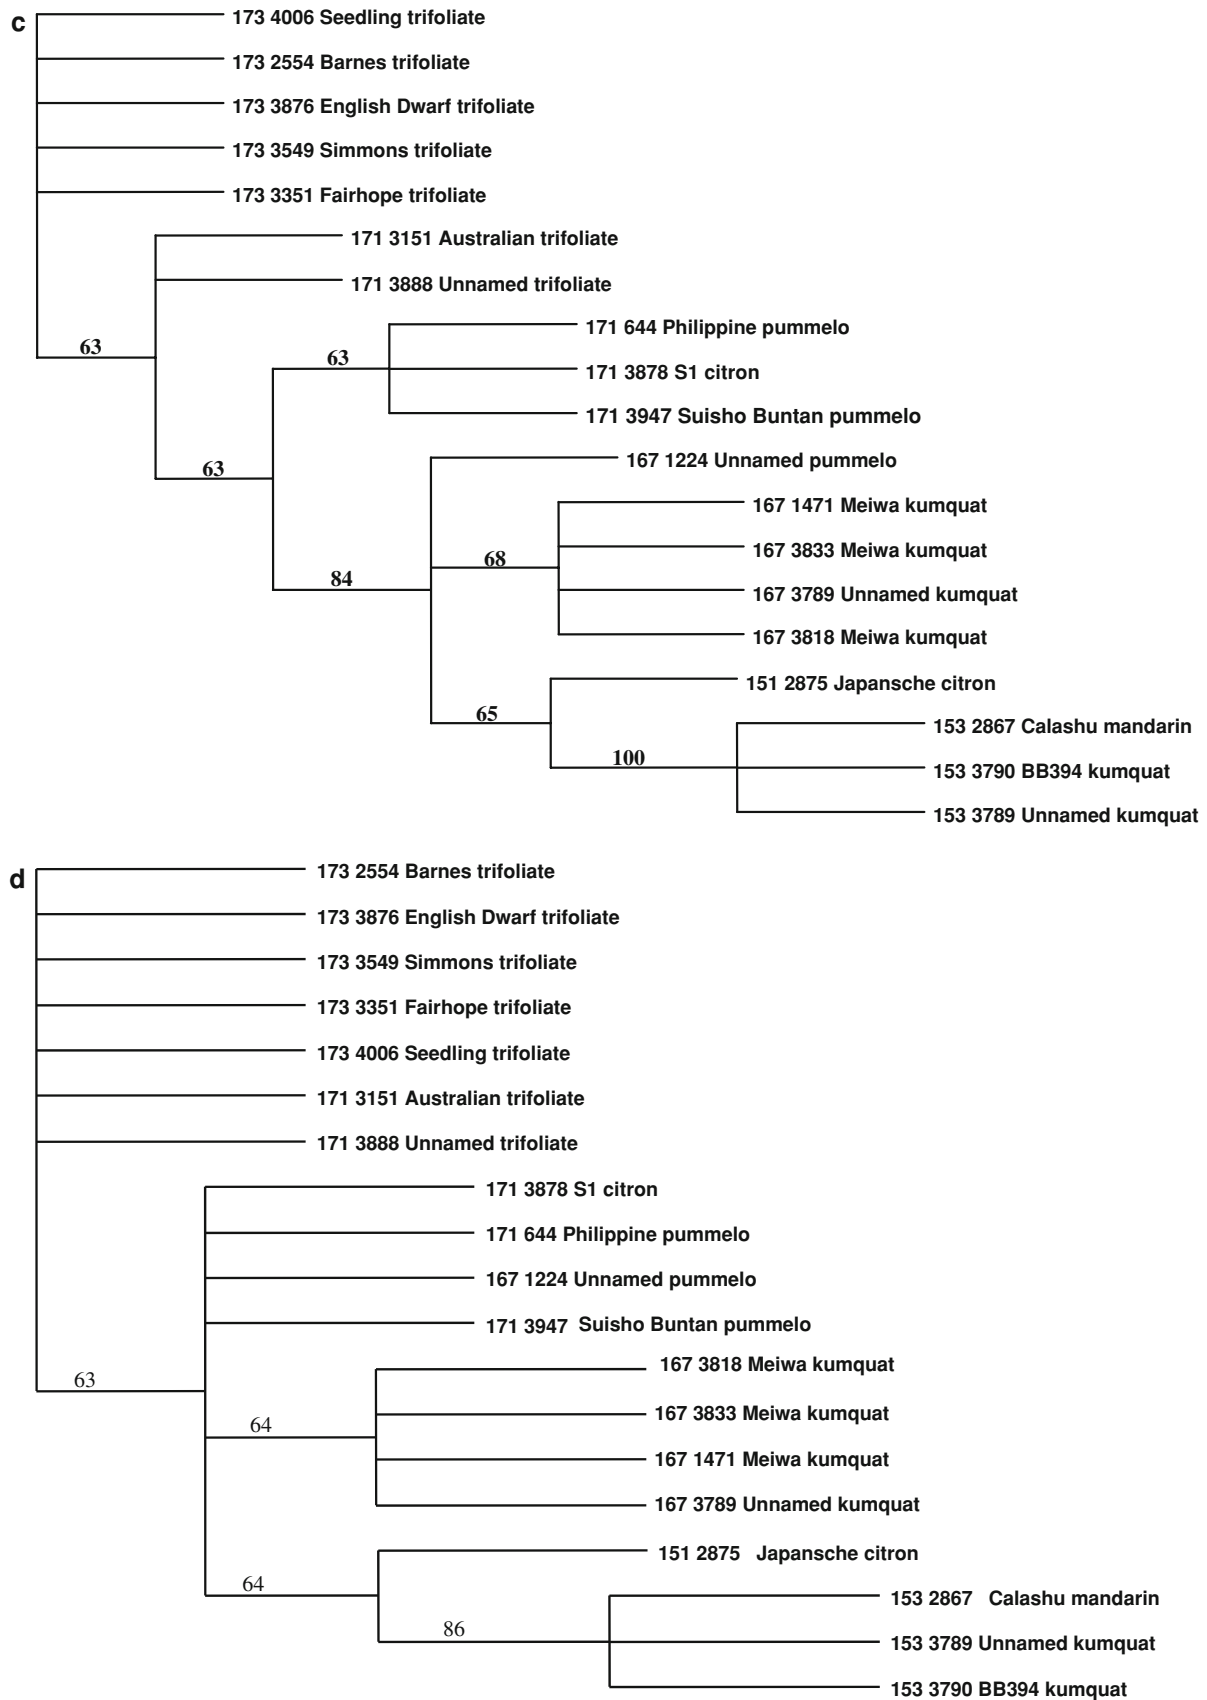 c
173 4006 Seedling trifoliate
173 2554 Barnes trifoliate
173 3876 English Dwarf trifoliate
173 3549 Simmons trifoliate
173 3351 Fairhope trifoliate
171 3151 Australian trifoliate
171 3888 Unnamed trifoliate
171 644 Philippine pummelo
63
63
171 3878 S1 citron
171 3947 Suisho Buntan pummelo
167 1224 Unnamed pummelo
63
167 1471 Meiwa kumquat
167 3833 Meiwa kumquat
68
84
167 3789 Unnamed kumquat
167 3818 Meiwa kumquat
151 2875 Japansche citron
65
153 2867 Calashu mandarin
100
153 3790 BB394 kumquat
153 3789 Unnamed kumquat
d
173 2554 Barnes trifoliate
173 3876 English Dwarf trifoliate
173 3549 Simmons trifoliate
173 3351 Fairhope trifoliate
173 4006 Seedling trifoliate
171 3151 Australian trifoliate
171 3888 Unnamed trifoliate
171 3878 S1 citron
171 644 Philippine pummelo
167 1224 Unnamed pummelo
171 3947 Suisho Buntan pummelo
167 3818 Meiwa kumquat
63
167 3833 Meiwa kumquat
64
167 1471 Meiwa kumquat
167 3789 Unnamed kumquat
151 2875 Japansche citron
64
153 2867 Calashu mandarin
86
153 3789 Unnamed kumquat
153 3790 BB394 kumquat